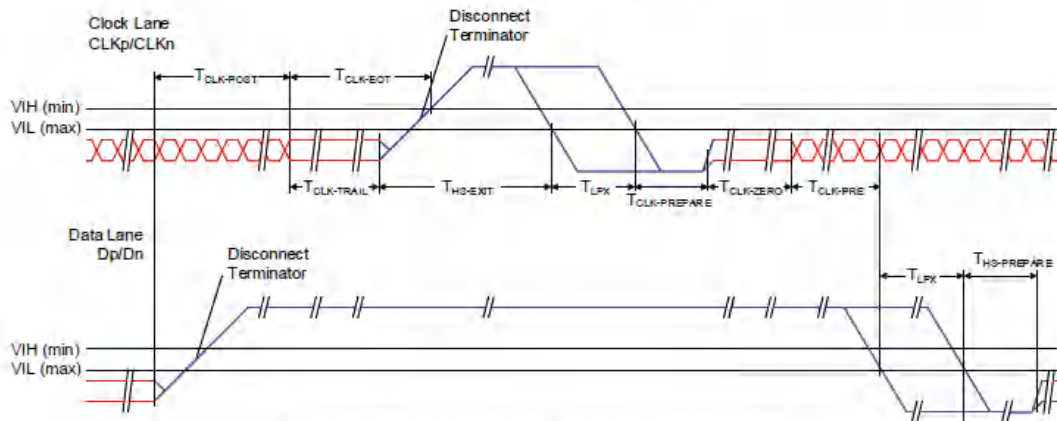 Clock Lane
CLKp/CLKn
Disconnect
Terminator
TCLK-POST
TCLK-EOT
VIH (min)
VIL (max)
TCLK-TRAIL
THS-EXIT
TLPX
TCLK-PREPARE
TCLK-ZERO
TCLK-PRE
Data Lane
Dp/Dn
Disconnect
Terminator
TLPX
THS-PREPARE
VIH (min)
VIL (max)